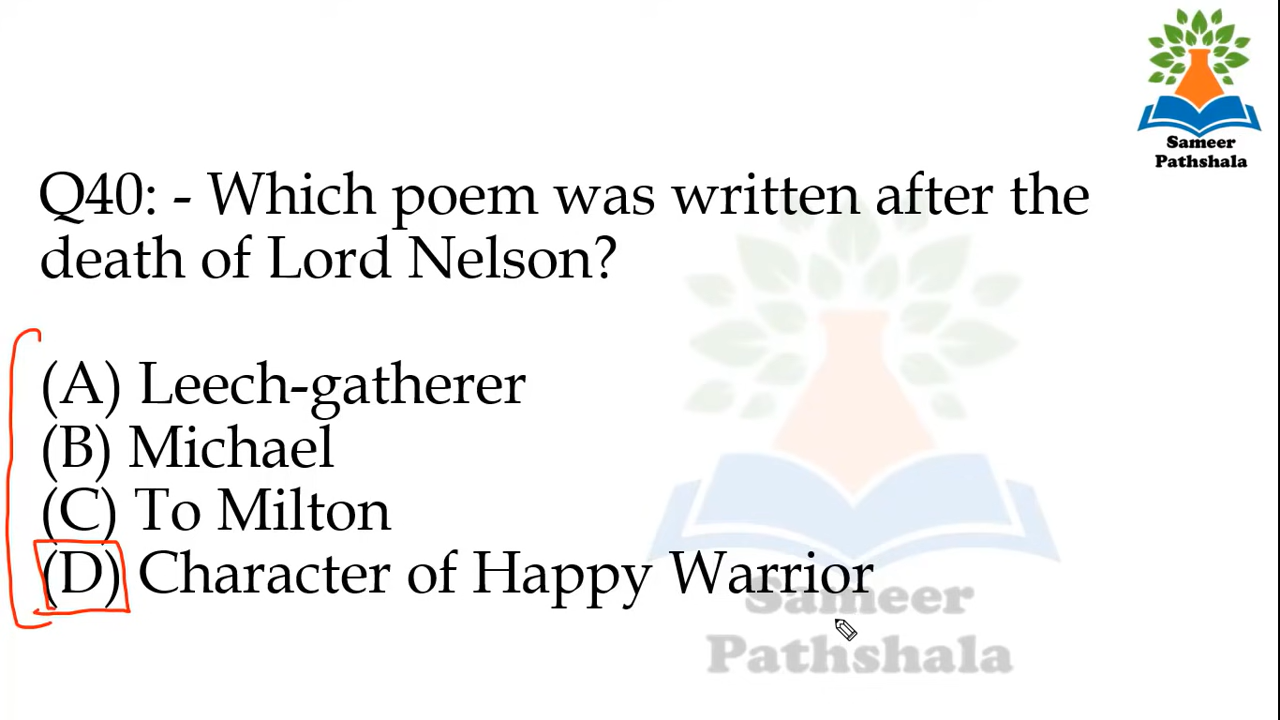 Sameer
Pathshala
Q40: - Which poem was written after the
death of Lord Nelson?
(A) Leech-gatherer
(B) Michael
(C) To Milton
(D) Character of Happy Warrior
Sameer
Pathshala